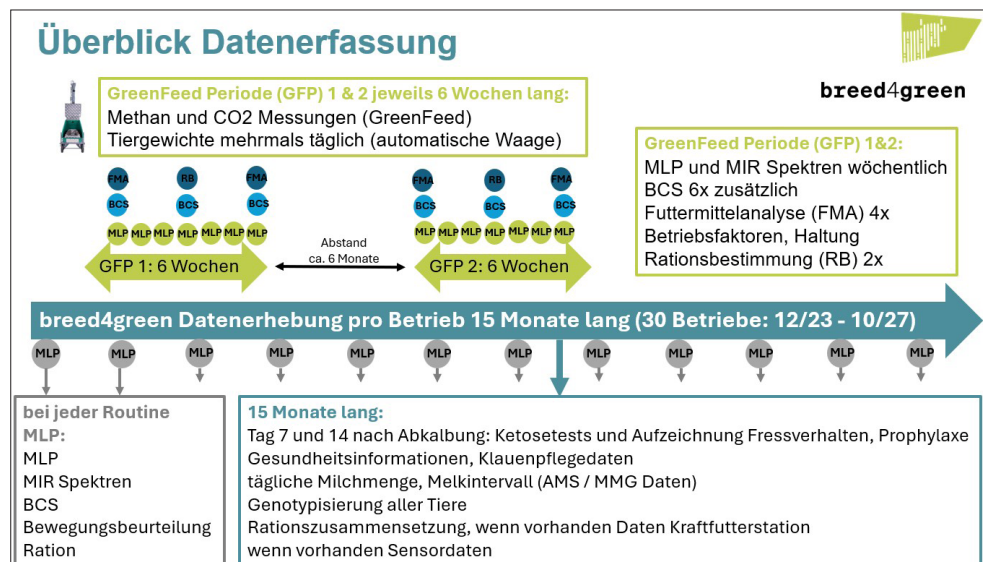 Überblick Datenerfassung
breed4green
GreenFeed Periode (GFP) 1 & 2 jeweils 6 Wochen lang:
Methan und CO2 Messungen (GreenFeed)
Tiergewichte mehrmals täglich (automatische Waage)
GreenFeed Periode (GFP) 1&2:
MLP und MIR Spektren wöchentlich
BCS 6x zusätzlich
Futtermittelanalyse (FMA) 4x
Betriebsfaktoren, Haltung
Rationsbestimmung (RB) 2x
FMA RB FMA
BCS BCS BCS
MLP MLP MLP MLP MLP MLP MLP
GFP 1: 6 Wochen
Abstand
ca. 6 Monate
FMA RB FMA
BCS BCS BCS
MLP MLP MLP MLP MLP MLP MLP
GFP 2: 6 Wochen
breed4green Datenerhebung pro Betrieb 15 Monate lang (30 Betriebe: 12/23 - 10/27)
MLP MLP MLP MLP MLP MLP MLP MLP MLP MLP MLP MLP
bei jeder Routine
MLP:
MLP
MIR Spektren
BCS
Bewegungsbeurteilung
Ration
15 Monate lang:
Tag 7 und 14 nach Abkalbung: Ketosetests und Aufzeichnung Fressverhalten, Prophylaxe
Gesundheitsinformationen, Klauenpflegedaten
tägliche Milchmenge, Melkintervall (AMS / MMG Daten)
Genotypisierung aller Tiere
Rationszusammensetzung, wenn vorhanden Daten Kraftfutterstation
wenn vorhanden Sensordaten